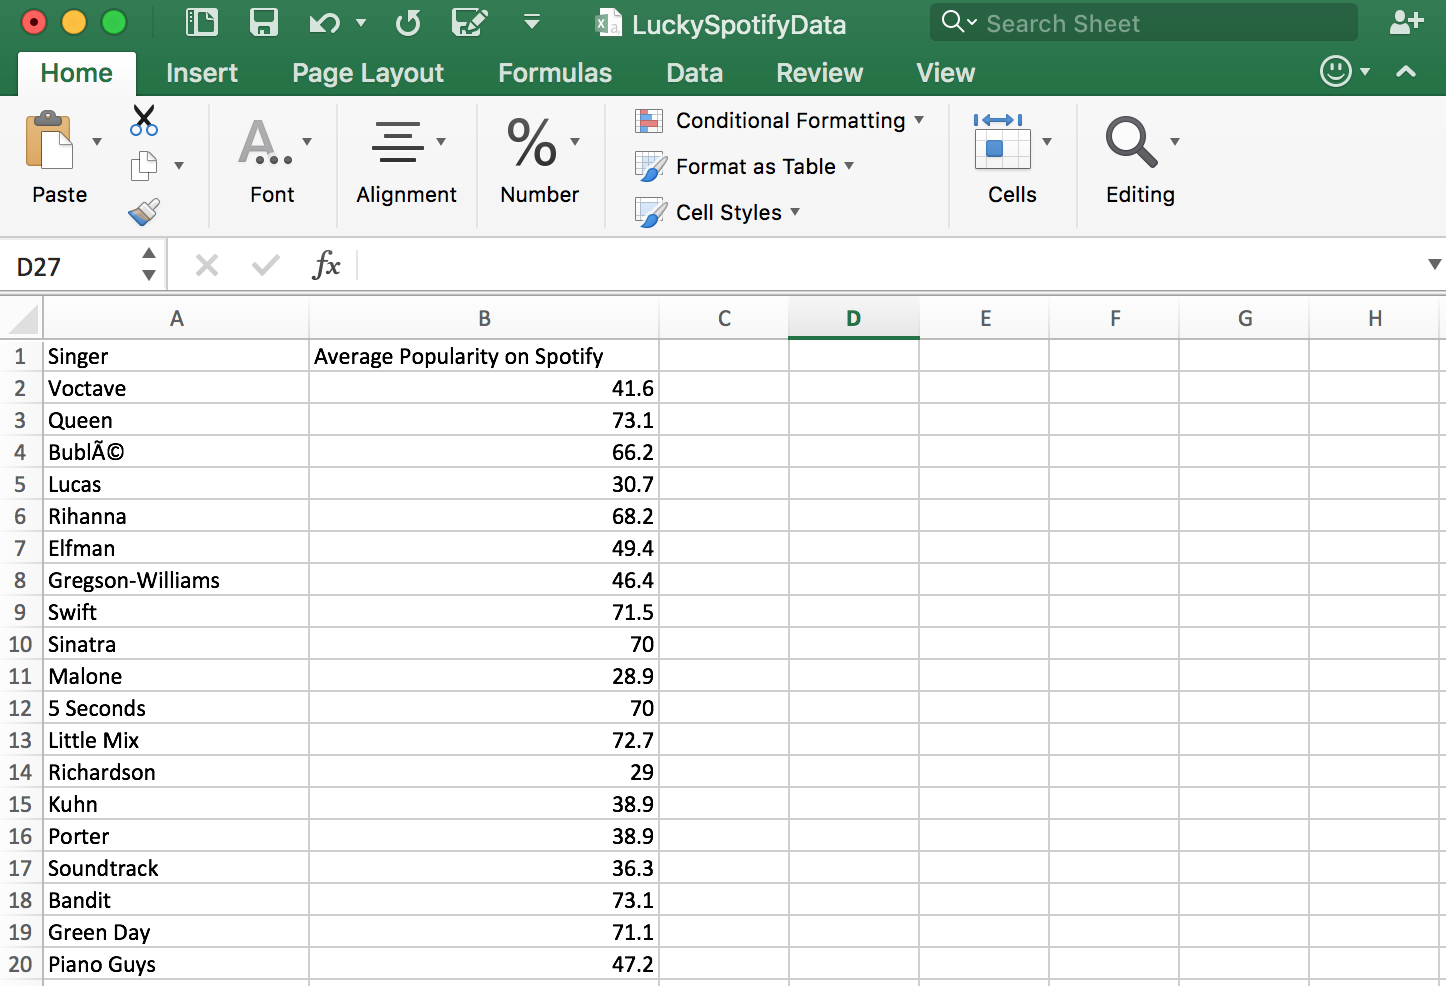 LuckySpotifyData
Search Sheet
Home Insert Page Layout Formulas Data Review View
Paste
A...
Font
Alignment
%
Number
Conditional Formatting
Format as Table
Cell Styles
Cells
Editing
D27
fx
A B C D E F G H
1 Singer Average Popularity on Spotify
2 Voctave 41.6
3 Queen 73.1
4 BublÃ© 66.2
5 Lucas 30.7
6 Rihanna 68.2
7 Elfman 49.4
8 Gregson-Williams 46.4
9 Swift 71.5
10 Sinatra 70
11 Malone 28.9
12 5 Seconds 70
13 Little Mix 72.7
14 Richardson 29
15 Kuhn 38.9
16 Porter 38.9
17 Soundtrack 36.3
18 Bandit 73.1
19 Green Day 71.1
20 Piano Guys 47.2